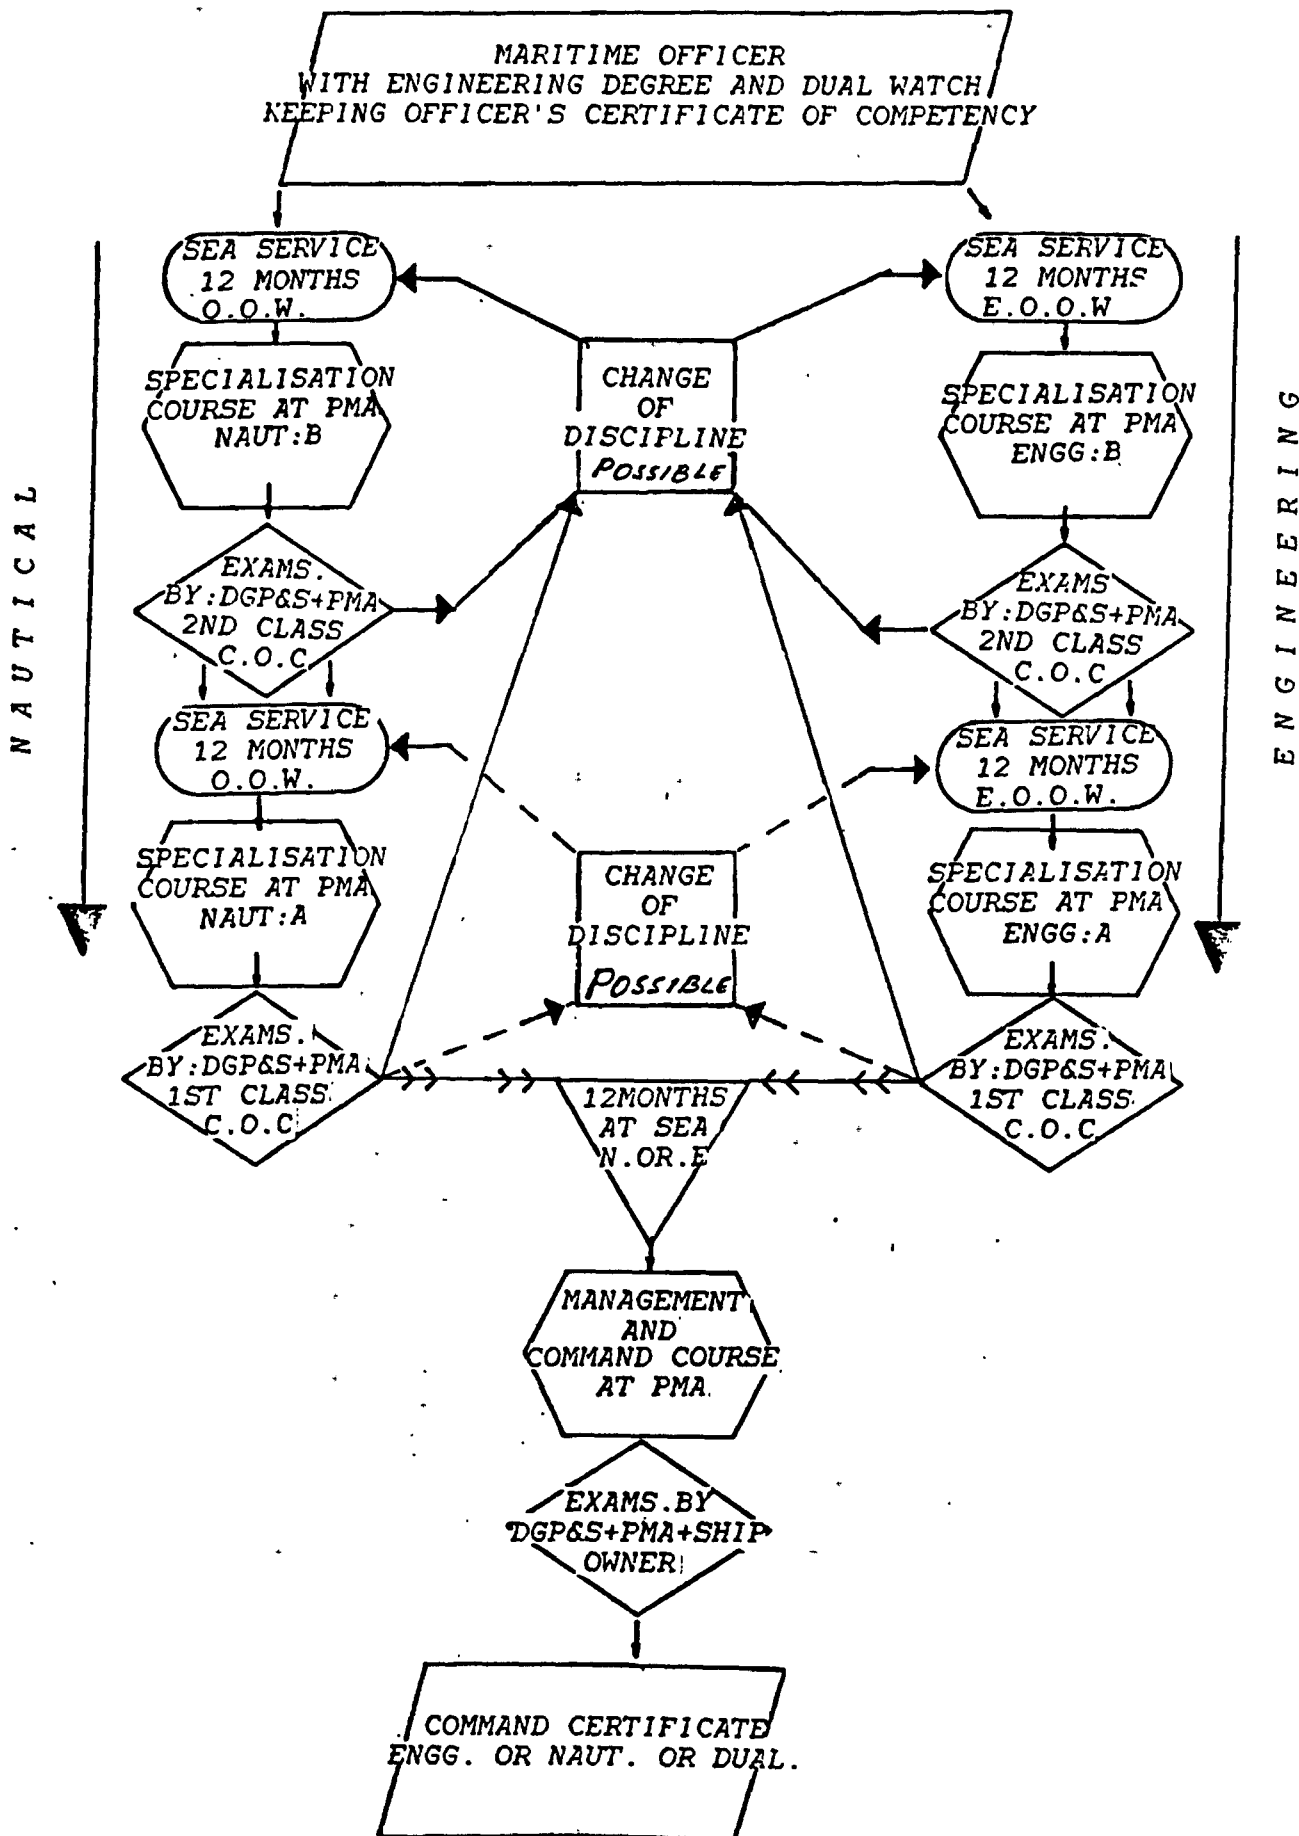 MARITIME OFFICER
WITH ENGINEERING DEGREE AND DUAL WATCH
KEEPING OFFICER'S CERTIFICATE OF COMPETENCY
NAUTICAL
SEA SERVICE
12 MONTHS
O.O.W.
SPECIALISATION
COURSE AT PMA
NAUT:B
EXAMS.
BY:DGP&S+PMA
2ND CLASS
C.O.C
SEA SERVICE
12 MONTHS
O.O.W.
SPECIALISATION
COURSE AT PMA
NAUT:A
EXAMS.
BY:DGP&S+PMA
1ST CLASS
C.O.C
CHANGE
OF
DISCIPLINE
POSSIBLE
CHANGE
OF
DISCIPLINE
POSSIBLE
SEA SERVICE
12 MONTHS
E.O.O.W
SPECIALISATION
COURSE AT PMA
ENGG:B
EXAMS
BY:DGP&S+PMA
2ND CLASS
C.O.C
SEA SERVICE
12 MONTHS
E.O.O.W.
SPECIALISATION
COURSE AT PMA
ENGG:A
EXAMS.
BY:DGP&S+PMA
1ST CLASS
C.O.C
ENGINEERING
12MONTHS
AT SEA
N.OR.E
MANAGEMENT
AND
COMMAND COURSE
AT PMA
EXAMS.BY
DGP&S+PMA+SHIP
OWNER
COMMAND CERTIFICATE
ENGG. OR NAUT. OR DUAL.